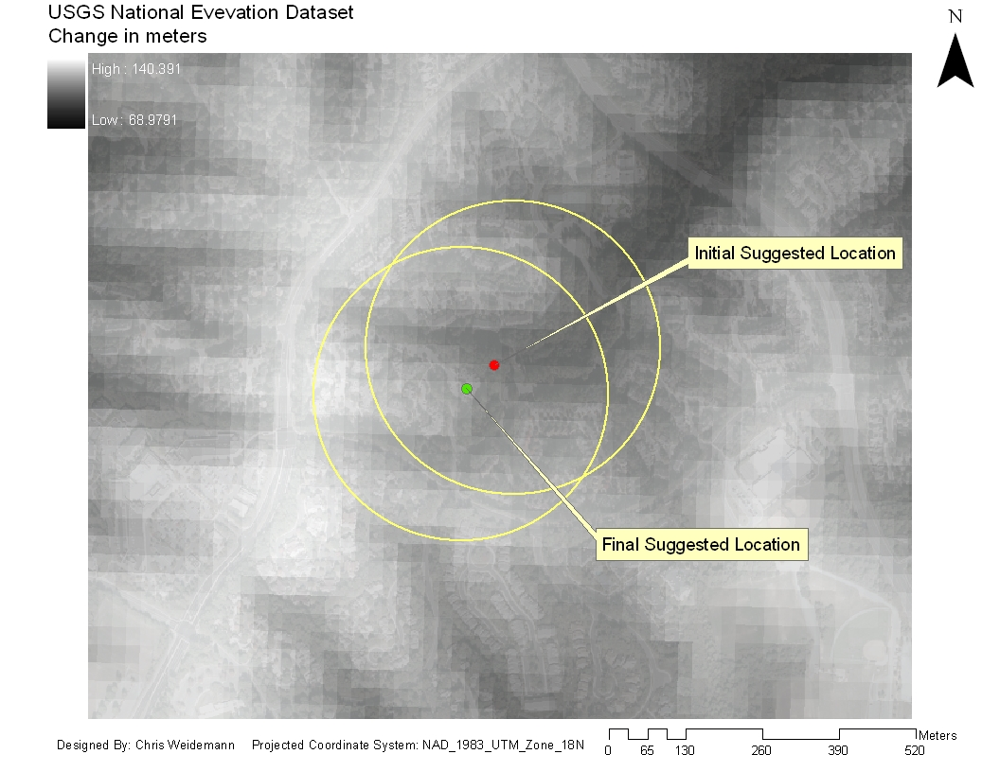 USGS National Evevation Dataset
Change in meters
N
High : 140.391
Low : 68.9791
Initial Suggested Location
Final Suggested Location
Designed By: Chris Weidemann Projected Coordinate System: NAD_1983_UTM_Zone_18N
Meters
0 65 130 260 390 520